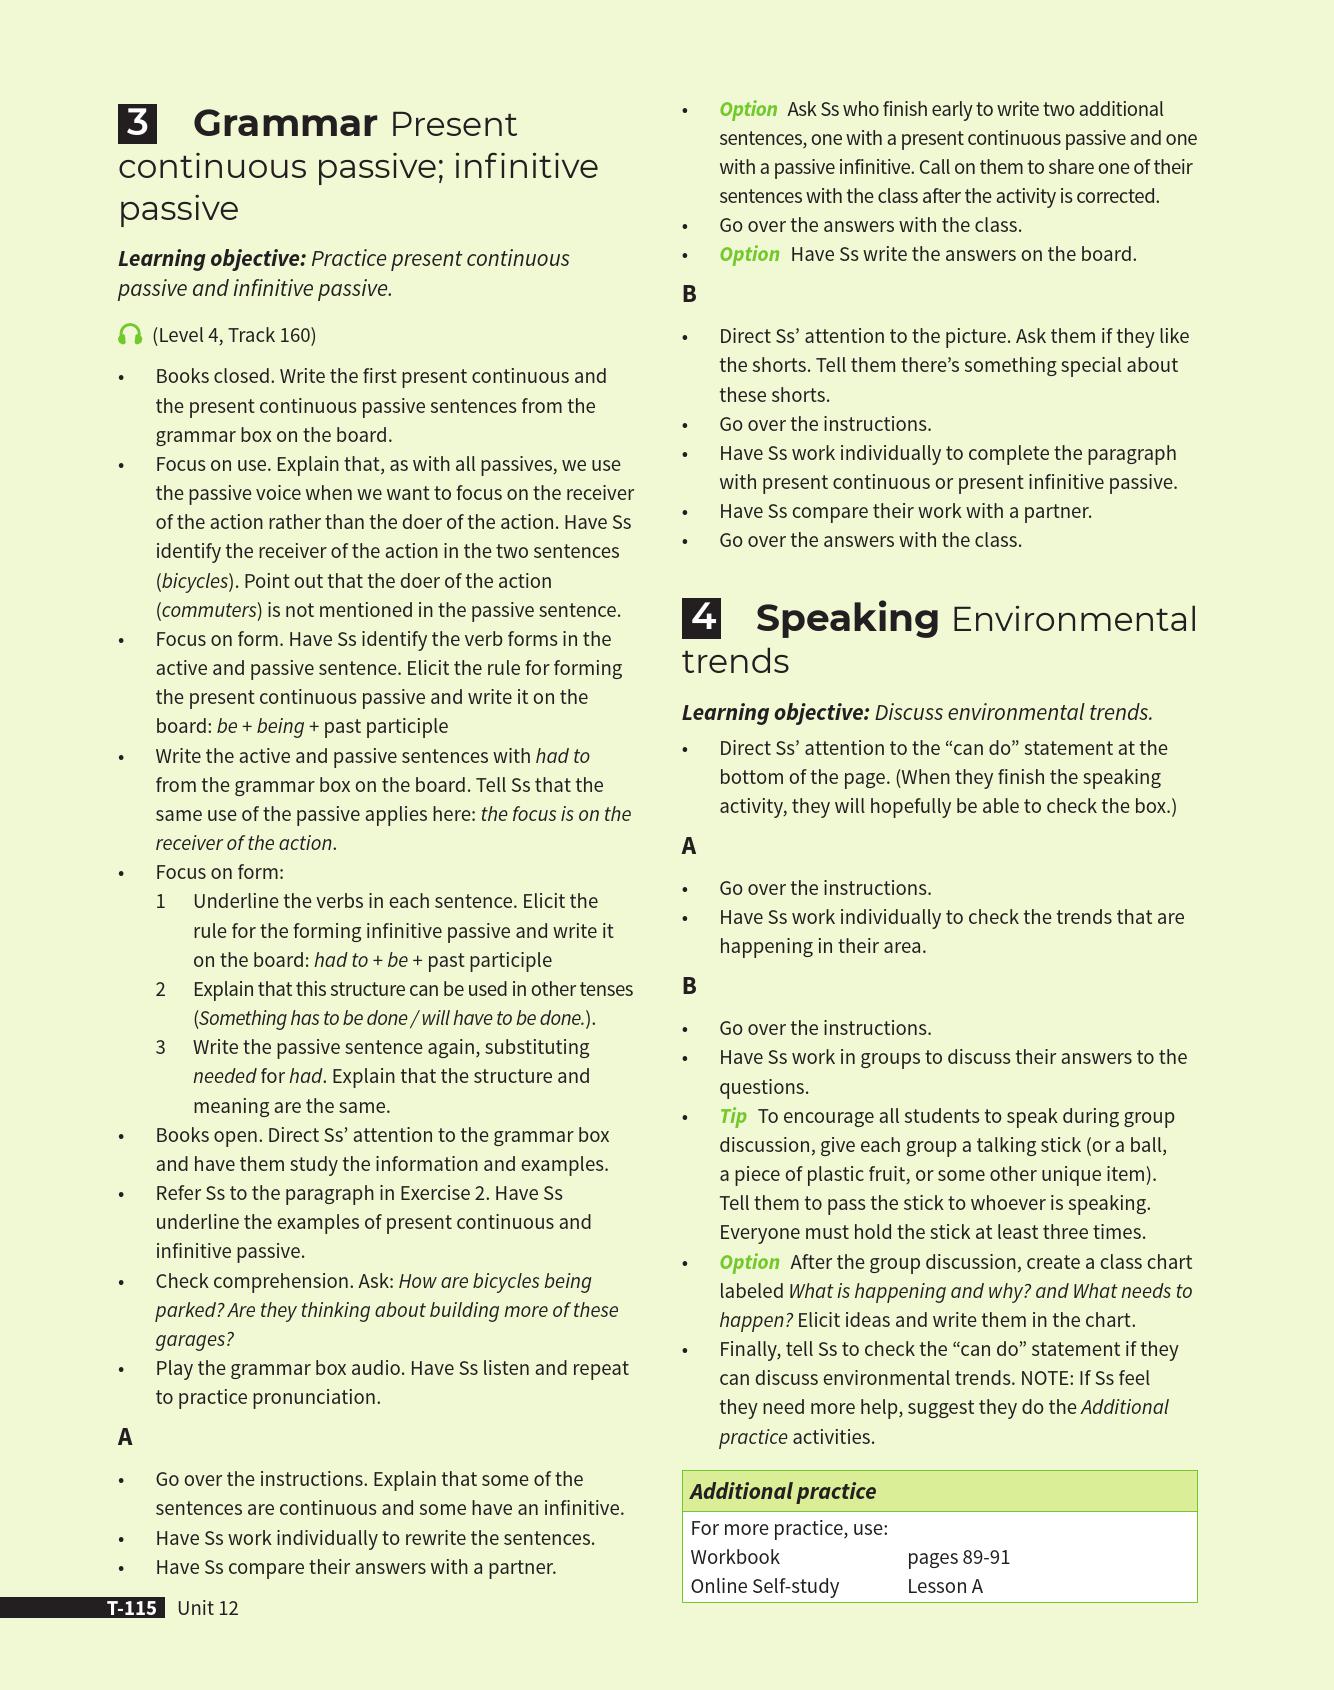 3 Grammar Present
continuous passive; infinitive
passive
Learning objective: Practice present continuous
passive and infinitive passive.
(Level 4, Track 160)
• Books closed. Write the first present continuous and
the present continuous passive sentences from the
grammar box on the board.
• Focus on use. Explain that, as with all passives, we use
the passive voice when we want to focus on the receiver
of the action rather than the doer of the action. Have Ss
identify the receiver of the action in the two sentences
(bicycles). Point out that the doer of the action
(commuters) is not mentioned in the passive sentence.
• Focus on form. Have Ss identify the verb forms in the
active and passive sentence. Elicit the rule for forming
the present continuous passive and write it on the
board: be + being + past participle
• Write the active and passive sentences with had to
from the grammar box on the board. Tell Ss that the
same use of the passive applies here: the focus is on the
receiver of the action.
• Focus on form:
1 Underline the verbs in each sentence. Elicit the
rule for the forming infinitive passive and write it
on the board: had to + be + past participle
2 Explain that this structure can be used in other tenses
(Something has to be done / will have to be done.).
3 Write the passive sentence again, substituting
needed for had. Explain that the structure and
meaning are the same.
• Books open. Direct Ss’ attention to the grammar box
and have them study the information and examples.
• Refer Ss to the paragraph in Exercise 2. Have Ss
underline the examples of present continuous and
infinitive passive.
• Check comprehension. Ask: How are bicycles being
parked? Are they thinking about building more of these
garages?
• Play the grammar box audio. Have Ss listen and repeat
to practice pronunciation.
A
• Go over the instructions. Explain that some of the
sentences are continuous and some have an infinitive.
• Have Ss work individually to rewrite the sentences.
• Have Ss compare their answers with a partner.
• Option Ask Ss who finish early to write two additional
sentences, one with a present continuous passive and one
with a passive infinitive. Call on them to share one of their
sentences with the class after the activity is corrected.
• Go over the answers with the class.
• Option Have Ss write the answers on the board.
B
• Direct Ss’ attention to the picture. Ask them if they like
the shorts. Tell them there’s something special about
these shorts.
• Go over the instructions.
• Have Ss work individually to complete the paragraph
with present continuous or present infinitive passive.
• Have Ss compare their work with a partner.
• Go over the answers with the class.
4 Speaking Environmental
trends
Learning objective: Discuss environmental trends.
• Direct Ss’ attention to the “can do” statement at the
bottom of the page. (When they finish the speaking
activity, they will hopefully be able to check the box.)
A
• Go over the instructions.
• Have Ss work individually to check the trends that are
happening in their area.
B
• Go over the instructions.
• Have Ss work in groups to discuss their answers to the
questions.
• Tip To encourage all students to speak during group
discussion, give each group a talking stick (or a ball,
a piece of plastic fruit, or some other unique item).
Tell them to pass the stick to whoever is speaking.
Everyone must hold the stick at least three times.
• Option After the group discussion, create a class chart
labeled What is happening and why? and What needs to
happen? Elicit ideas and write them in the chart.
• Finally, tell Ss to check the “can do” statement if they
can discuss environmental trends. NOTE: If Ss feel
they need more help, suggest they do the Additional
practice activities.
Additional practice
For more practice, use:
Workbook pages 89-91
Online Self-study Lesson A
T-115 Unit 12